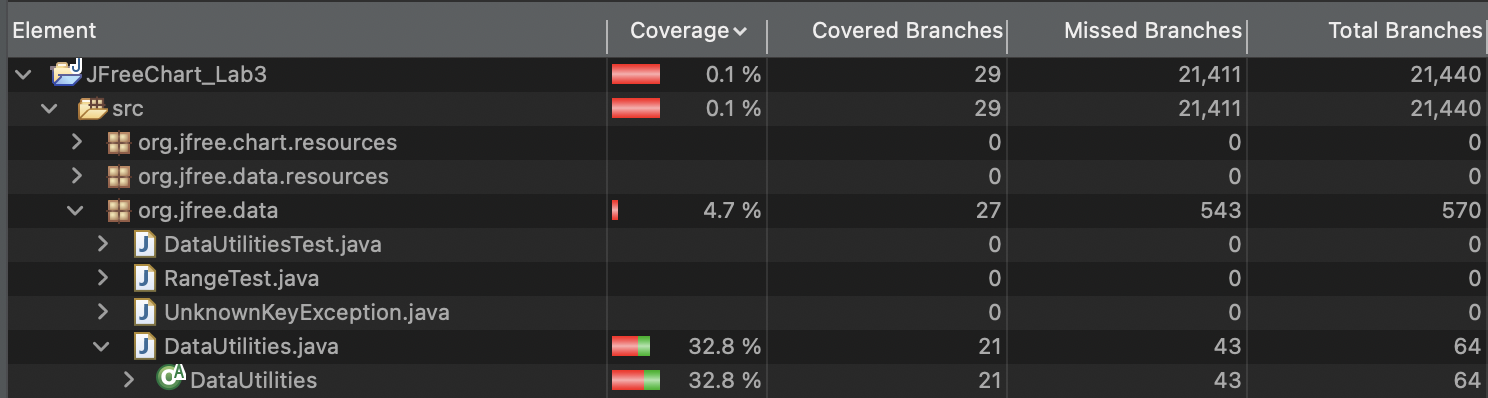 Element Coverage Covered Branches Missed Branches Total Branches
JFreeChart_Lab3 0.1 % 29 21,411 21,440
src 0.1 % 29 21,411 21,440
org.jfree.chart.resources 0 0 0
org.jfree.data.resources 0 0 0
org.jfree.data 4.7 % 27 543 570
DataUtilitiesTest.java 0 0 0
RangeTest.java 0 0 0
UnknownKeyException.java 0 0 0
DataUtilities.java 32.8 % 21 43 64
DataUtilities 32.8 % 21 43 64